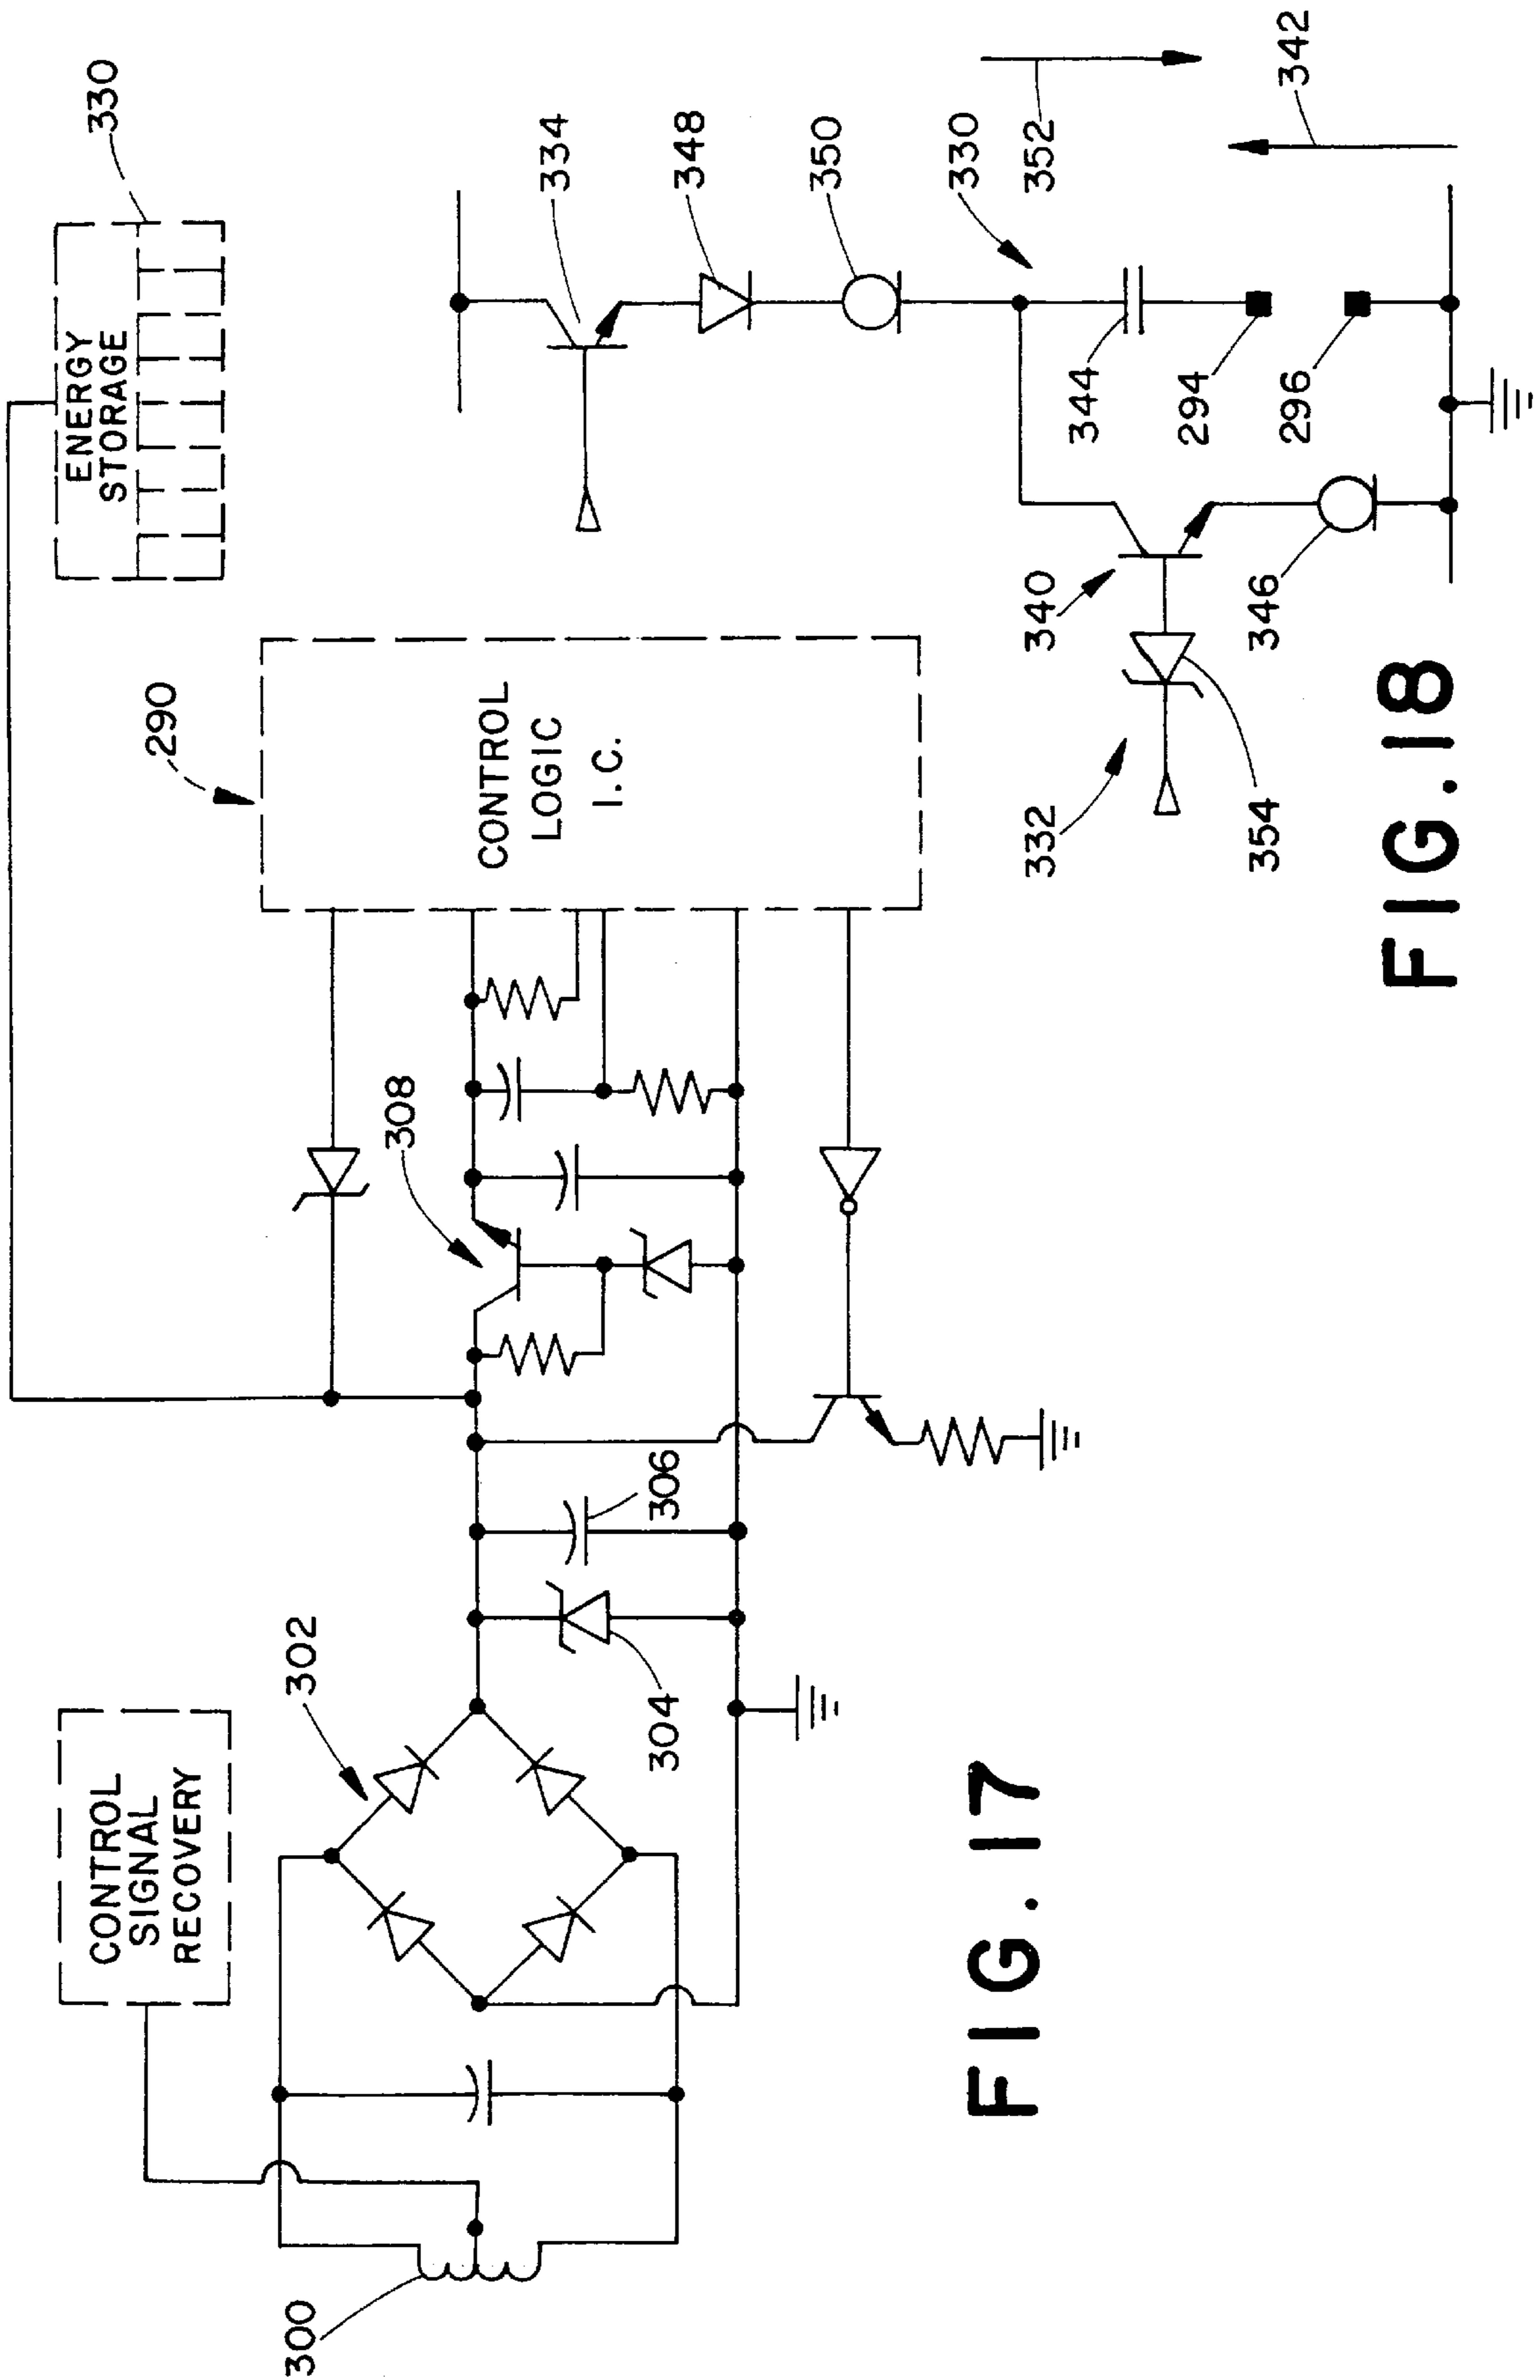 330
ENERGY
STORAGE
290
CONTROL
LOGIC
I.C.
308
306
302
304
CONTROL
SIGNAL
RECOVERY
300
FIG. 17
334
348
350
330
352
342
344
294
296
340
346
332
354
FIG. 18